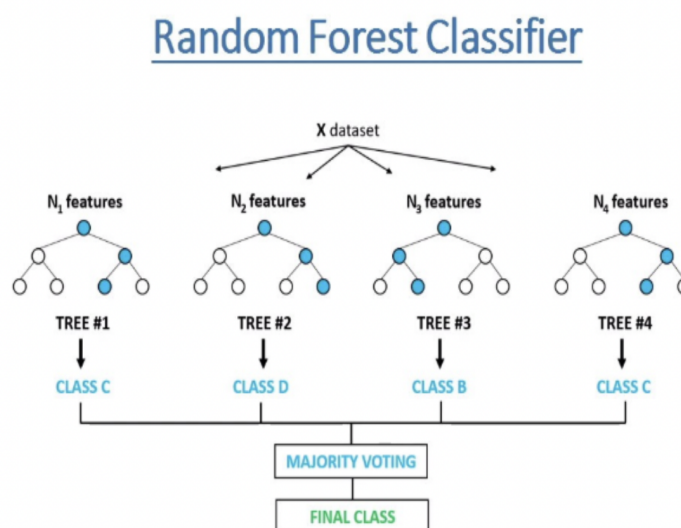 Random Forest Classifier
X dataset
N₁ features N₂ features N₃ features N₄ features
TREE #1 TREE #2 TREE #3 TREE #4
CLASS C CLASS D CLASS B CLASS C
MAJORITY VOTING
FINAL CLASS